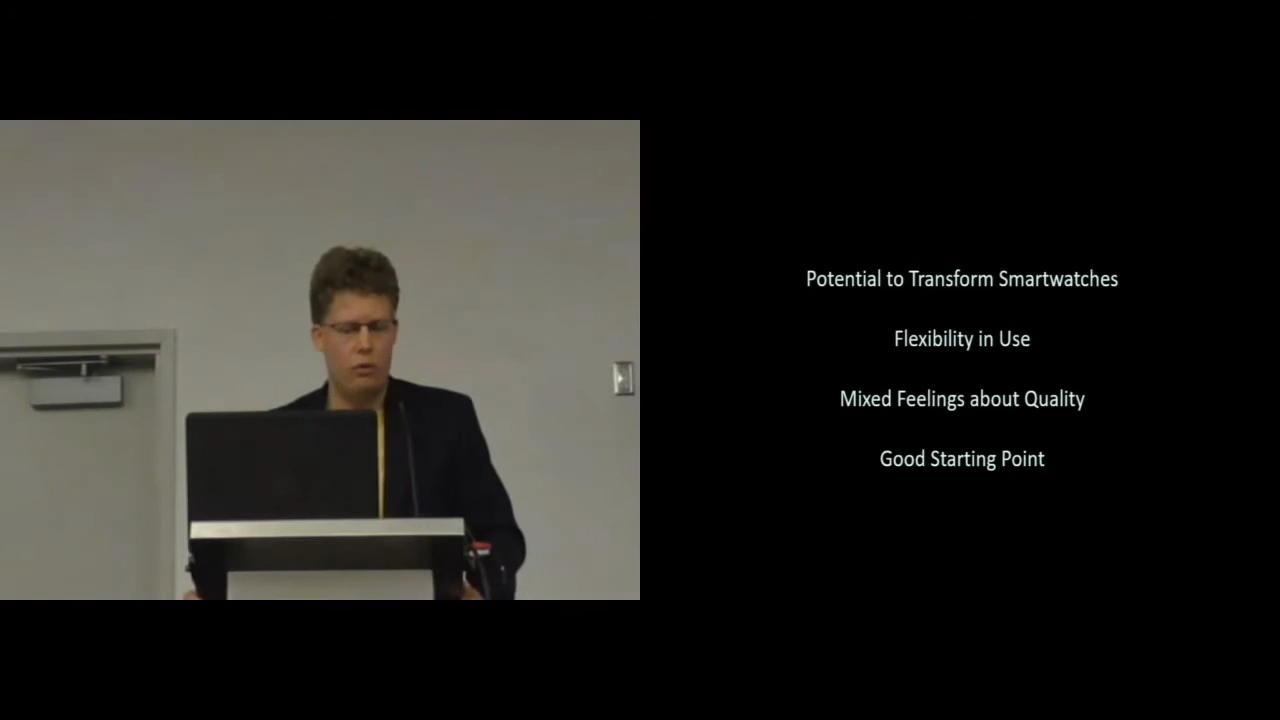 Potential to Transform Smartwatches
Flexibility in Use
Mixed Feelings about Quality
Good Starting Point